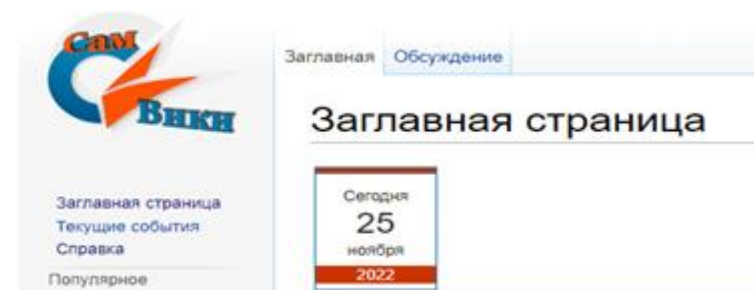 Сам
Вики
Заглавная Обсуждение
Заглавная страница
Сегодня
25
ноября
2022
Заглавная страница
Текущие события
Справка
Популярное